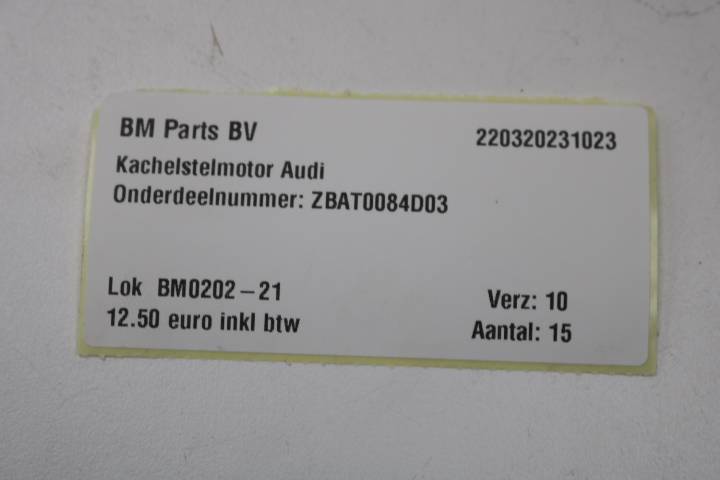 BM Parts BV 220320231023
Kachelstelmotor Audi
Onderdeelnummer: ZBAT0084D03
Lok BM0202-21 Verz: 10
12.50 euro inkl btw Aantal: 15